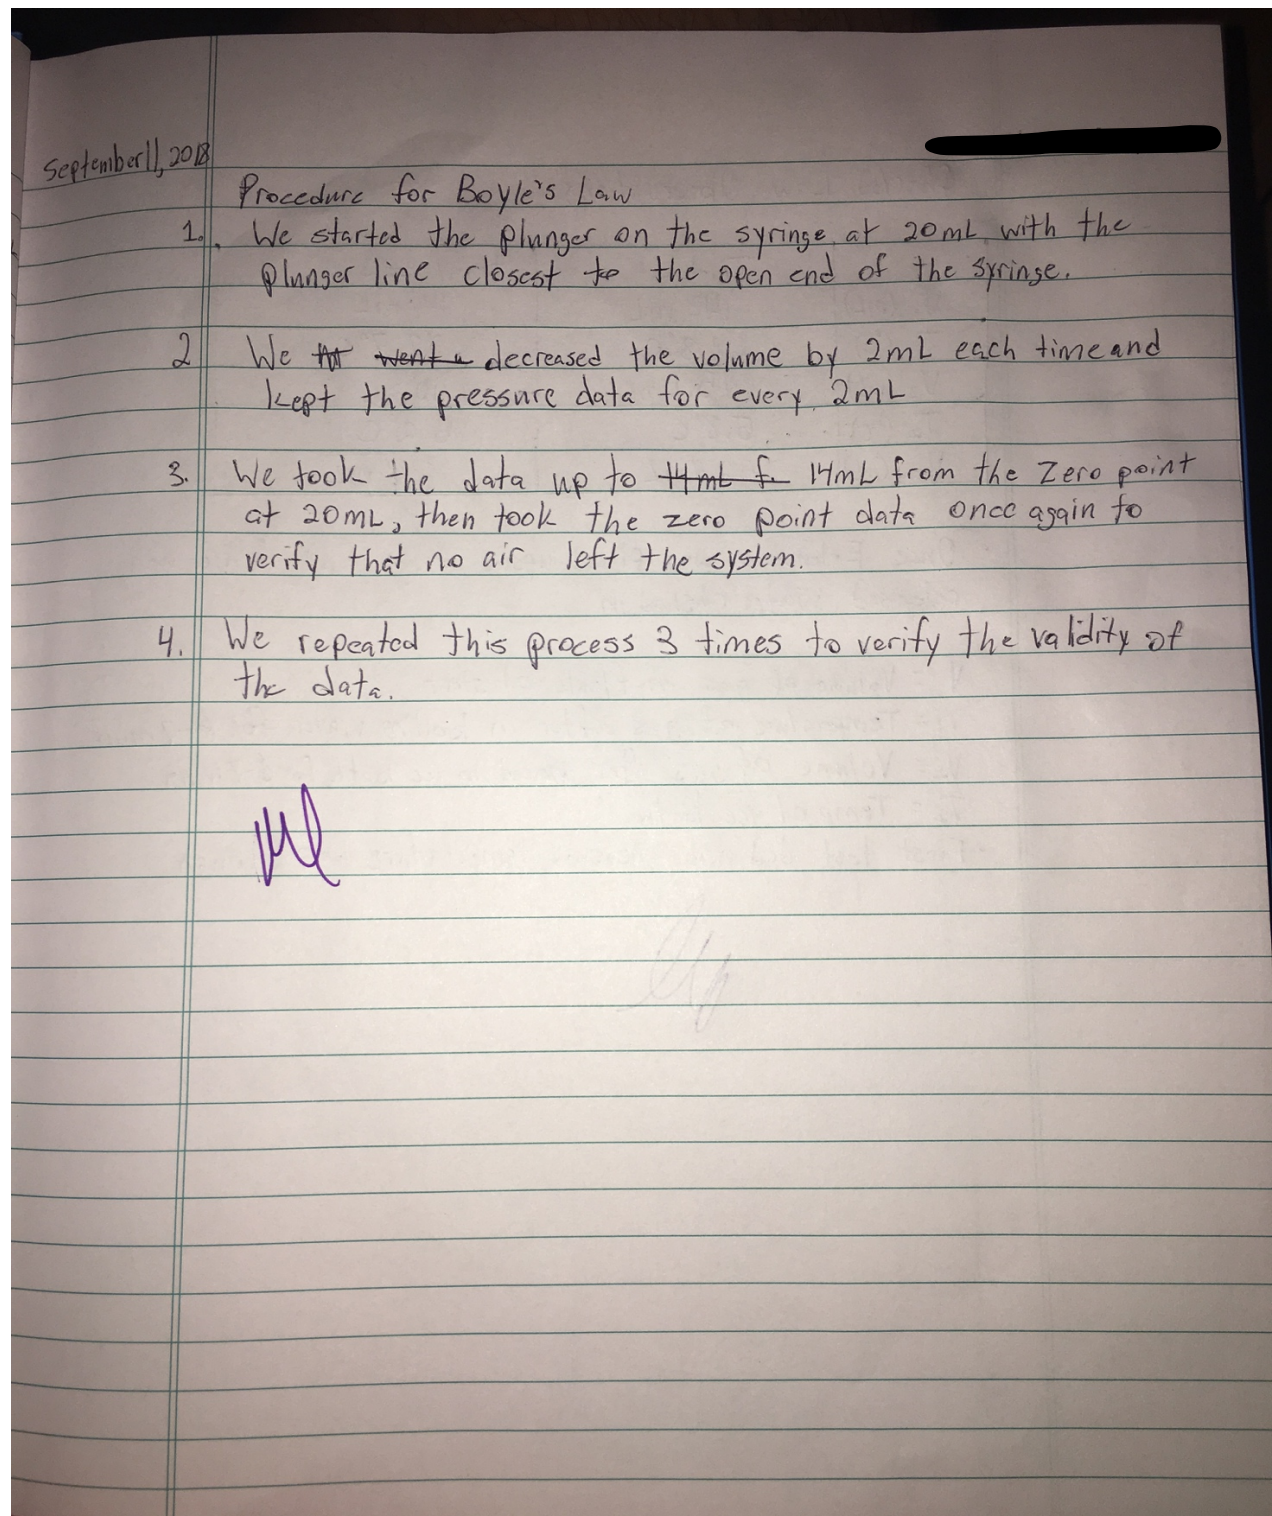 September 11, 2018
Procedure for Boyle's Law
1. We started the plunger on the syringe at 20mL with the
plunger line closest to the open end of the syringe.
2 We decreased the volume by 2mL each time and
kept the pressure data for every 2mL
3. We took the data up to 14mL from the zero point
at 20mL, then took the zero point data once again to
verify that no air left the system.
4. We repeated this process 3 times to verify the validity of
the data.